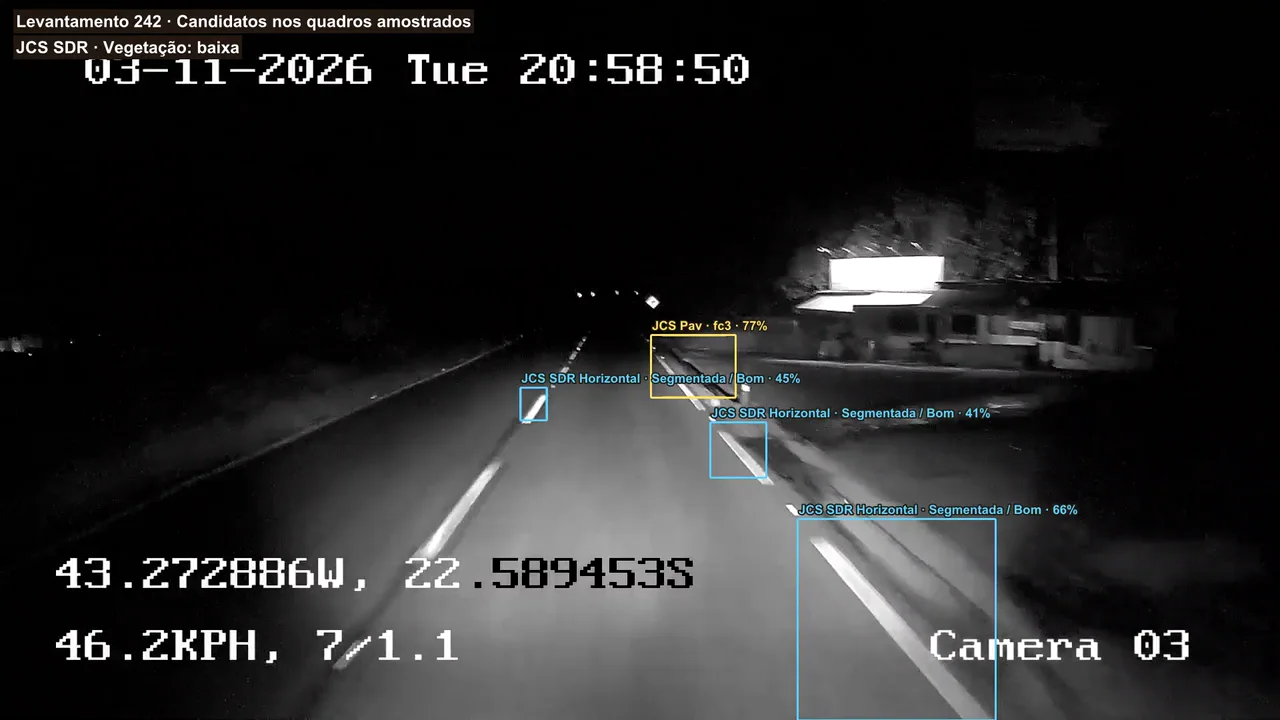 Levantamento 242 · Candidatos nos quadros amostrados
JCS SDR · Vegetação: baixa
03-11-2026 Tue 20:58:50
JCS Pav · fc3 · 77%
JCS SDR Horizontal · Segmentada / Bom · 45%
JCS SDR Horizontal · Segmentada / Bom · 41%
JCS SDR Horizontal · Segmentada / Bom · 66%
43.272886W, 22.589453S
46.2KPH, 7/1.1
Camera 03